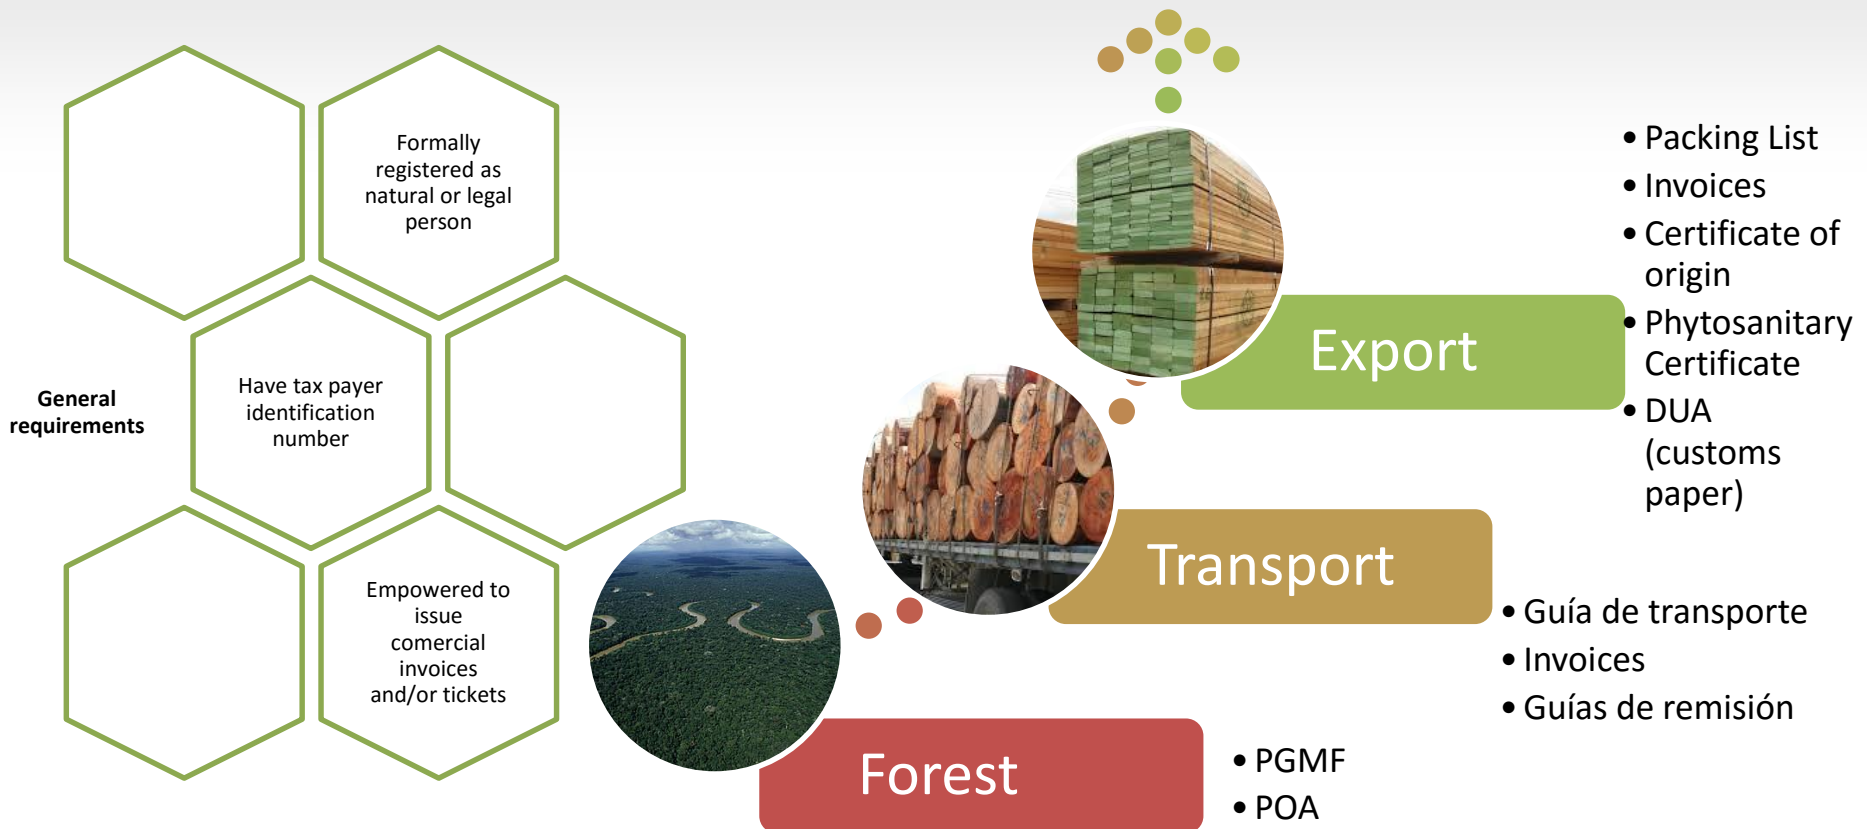 Formally
registered as
natural or legal
person
General
requirements
Have tax payer
identification
number
Empowered to
issue
comercial
invoices
and/or tickets
Export
• Packing List
• Invoices
• Certificate of
origin
• Phytosanitary
Certificate
• DUA
(customs
paper)
Transport
• Guía de transporte
• Invoices
• Guías de remisión
Forest
• PGMF
• POA